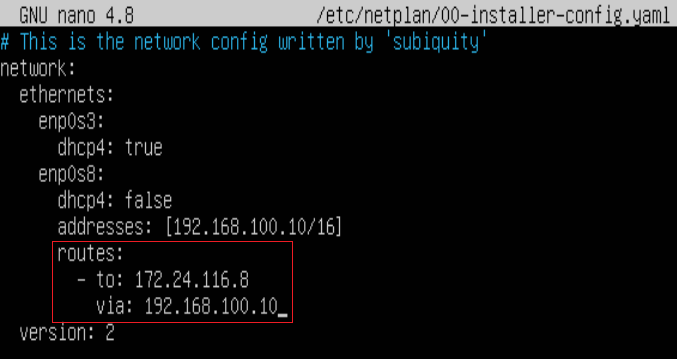 GNU nano 4.8 /etc/netplan/00-installer-config.yaml
# This is the network config written by 'subiquity'
network:
  ethernets:
    enp0s3:
      dhcp4: true
    enp0s8:
      dhcp4: false
      addresses: [192.168.100.10/16]
      routes:
        - to: 172.24.116.8
          via: 192.168.100.10_
  version: 2